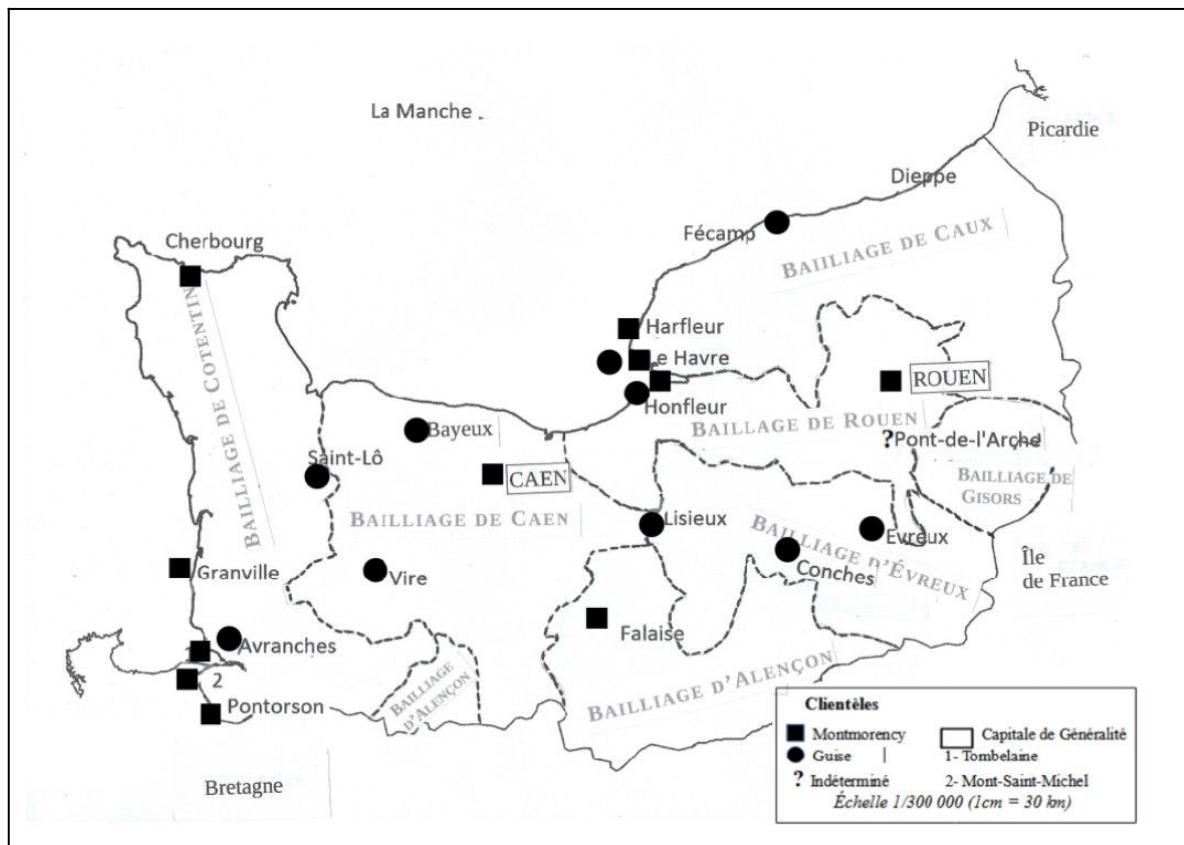 La Manche
Picardie
Dieppe
Fécamp
BAIILIAGE DE CAUX
Cherbourg
BAILLIAGE DE COTENTIN
Harfleur
e Havre
ROUEN
Honfleur
BAILLAGE DE ROUEN
Bayeux
?Pont-de-l'Arche
Saint-Lô
CAEN
BAILLIAGE DE
GISORS
BAILLIAGE DE CAEN
Lisieux
BAILLIAGE D'ÉVREUX
Evreux
Conches
Île
de France
Granville
Vire
Falaise
Avranches
2
BAILLIAGE
D'ALENÇON
BAILLIAGE D'ALENÇON
Pontorson
Bretagne
Clientèles
Montmorency
Capitale de Généralité
Guise
1- Tombelaine
? Indéterminé
2- Mont-Saint-Michel
Échelle 1/300 000 (1cm = 30 km)